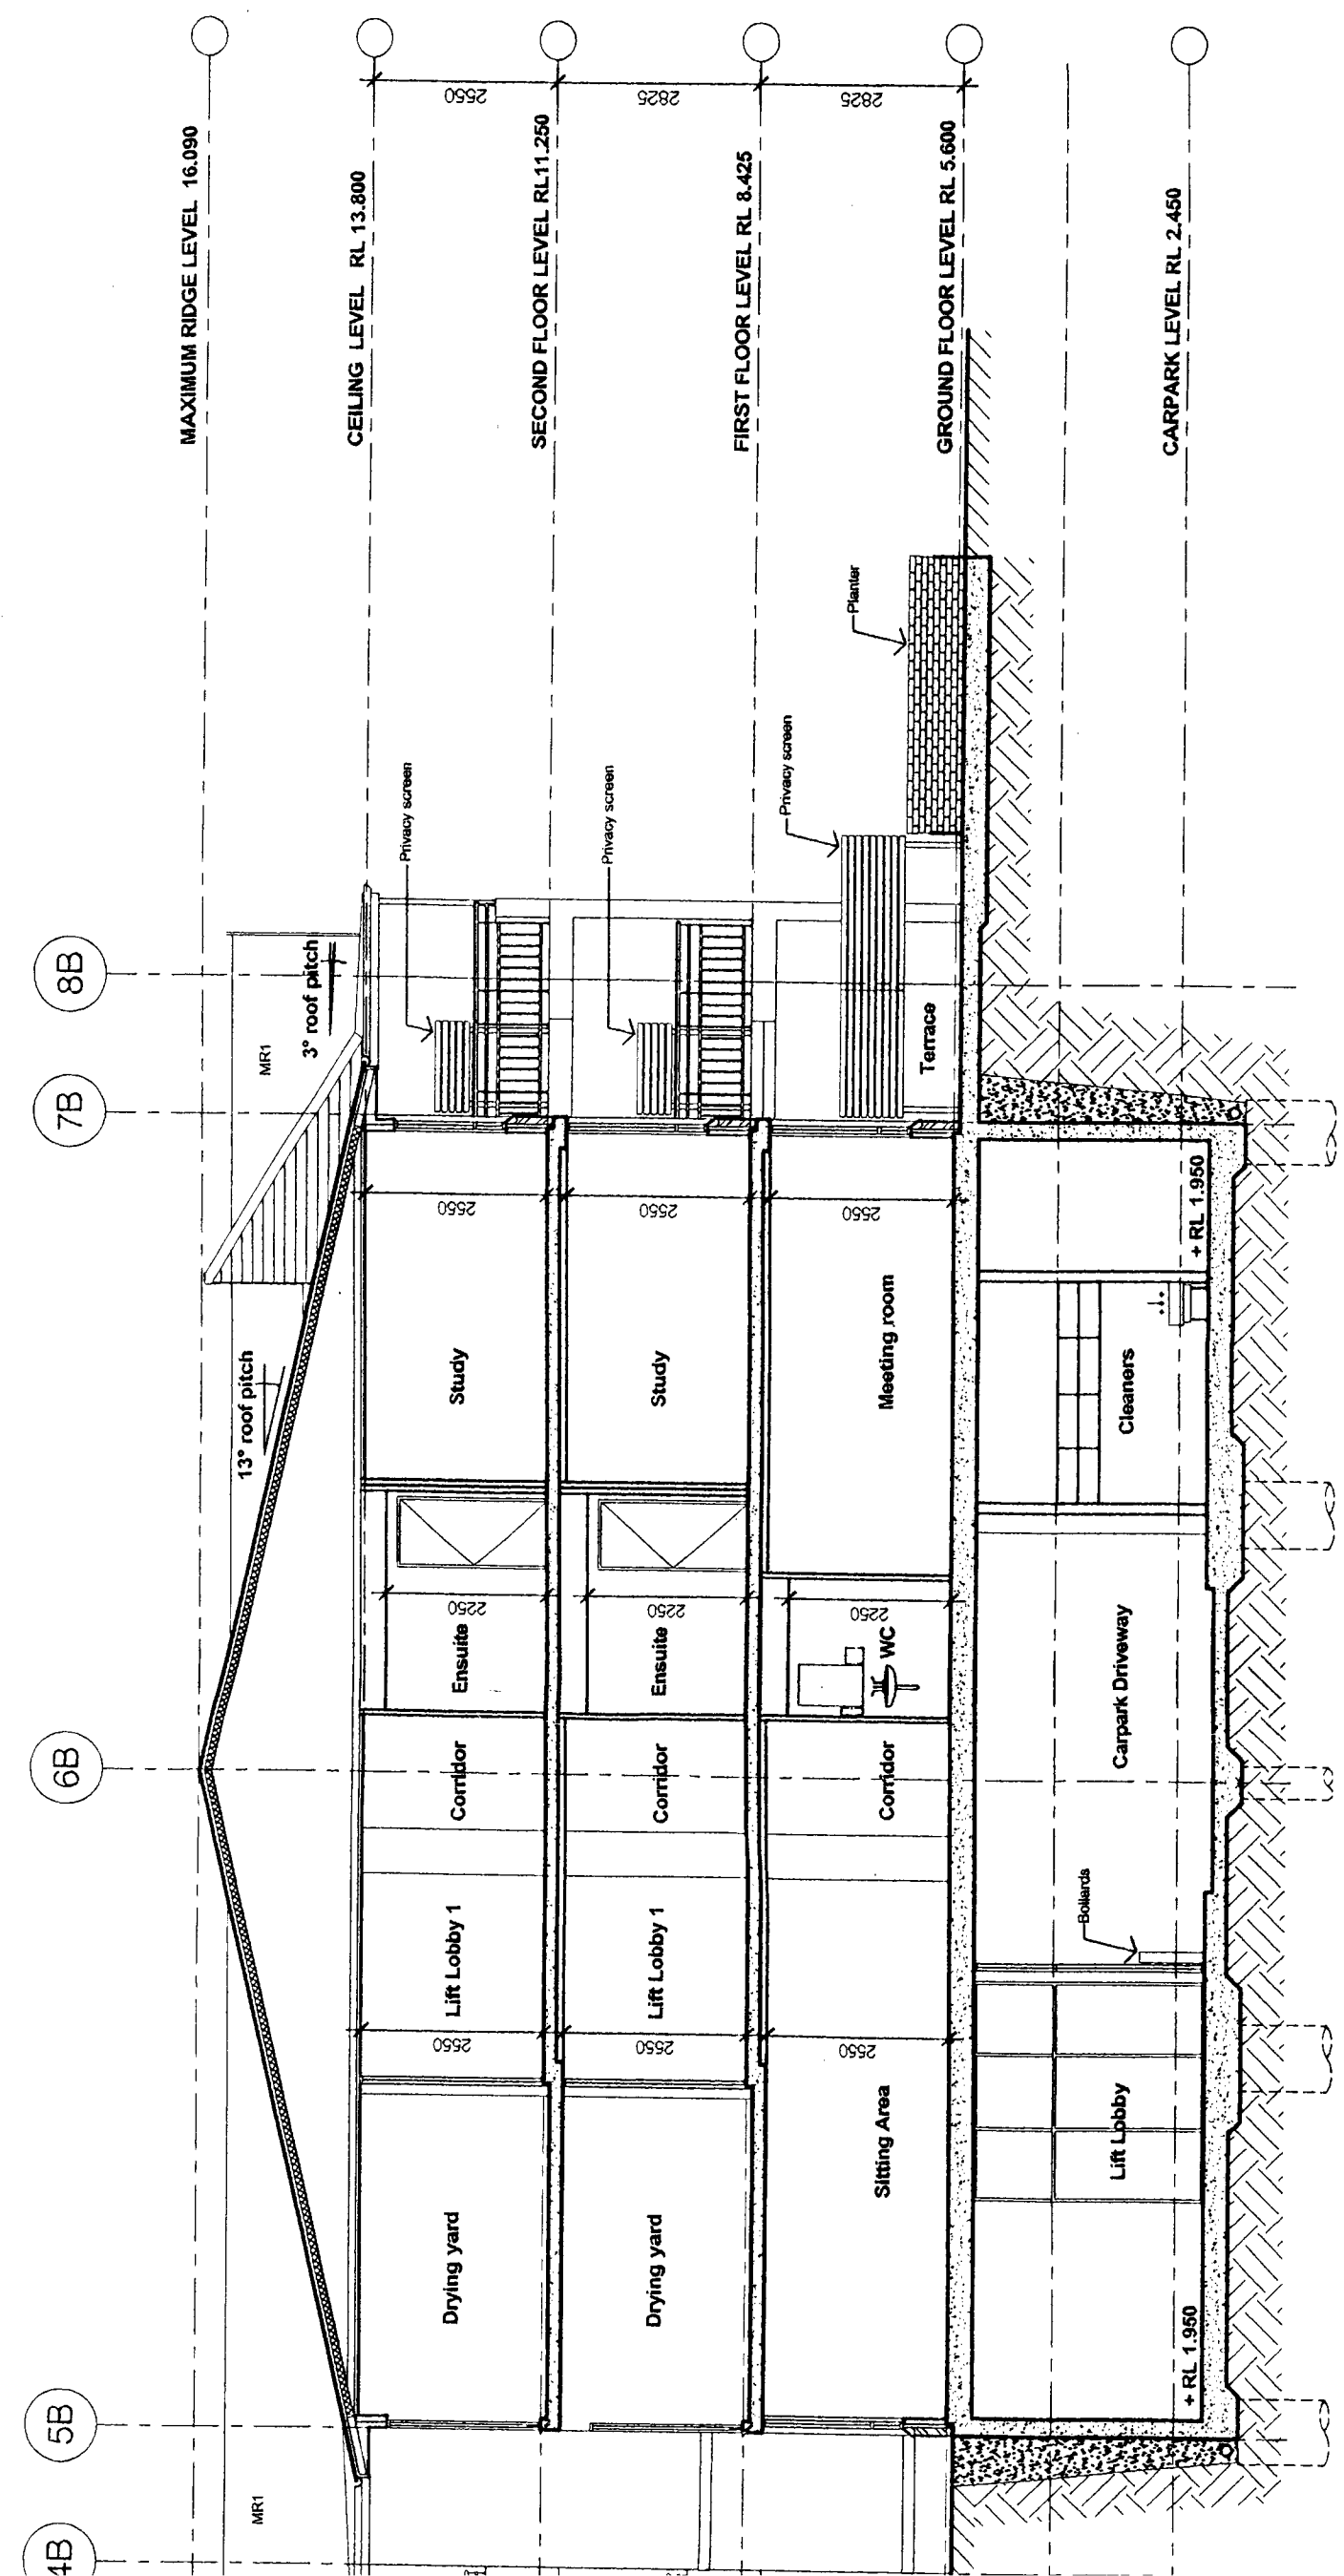 MAXIMUM RIDGE LEVEL 16.090
CEILING LEVEL RL 13.800
SECOND FLOOR LEVEL RL11.250
FIRST FLOOR LEVEL RL 8.425
GROUND FLOOR LEVEL RL 5.600
CARPARK LEVEL RL 2.450
2550
2825
2825
4B
5B
6B
7B
8B
MR1
13° roof pitch
MR1
3° roof pitch
Drying yard
2550
Lift Lobby 1
Corridor
Ensuite
2250
Study
2550
Privacy screen
Drying yard
2550
Lift Lobby 1
Corridor
Ensuite
2250
Study
2550
Privacy screen
Sitting Area
2550
Corridor
WC
2250
Meeting room
2550
Terrace
Privacy screen
Planter
+ RL 1.950
Lift Lobby
Bollards
Carpark Driveway
Cleaners
+ RL 1.950